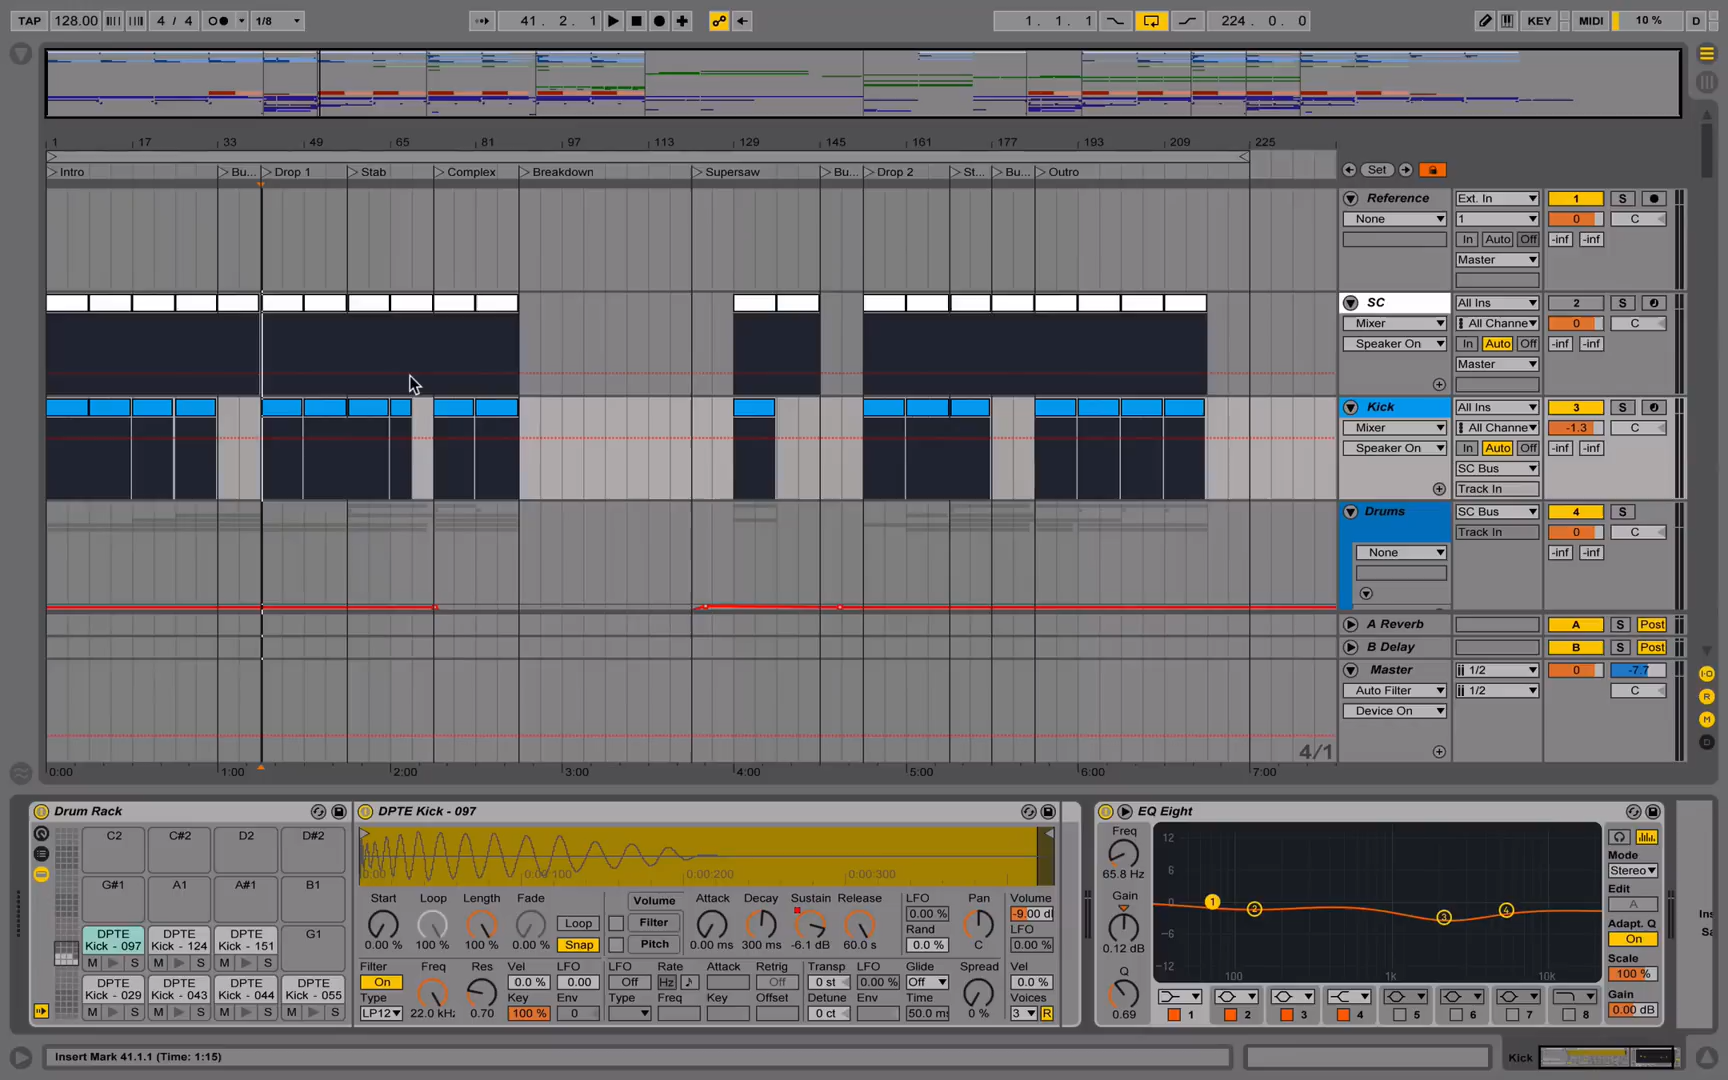 TAP 128.00 4 / 4 1/8 41. 2. 1 1. 1. 1 224. 0. 0 KEY MIDI 10 % D
1 17 33 49 65 81 97 113 129 145 161 177 193 209 225
Intro Bu... Drop 1 Stab Complex Breakdown Supersaw Bu... Drop 2 St... Bu... Outro Set
Reference Ext. In 1 S
None 1 0 C
In Auto Off -inf -inf
Master
SC All Ins 2 S
Mixer All Channe 0 C
Speaker On In Auto Off -inf -inf
Master
Kick All Ins 3 S
Mixer All Channe -1.3 C
Speaker On In Auto Off -inf -inf
SC Bus
Track In
Drums SC Bus 4 S
Track In 0 C
None -inf -inf
A Reverb A S Post
B Delay B S Post
Master 1/2 0 -7.7
Auto Filter 1/2 C
Device On
4/1
0:00 1:00 2:00 3:00 4:00 5:00 6:00 7:00
I·O
R
M
D
Drum Rack
C2 C#2 D2 D#2
G#1 A1 A#1 B1
DPTE Kick - 097 DPTE Kick - 124 DPTE Kick - 151 G1
M S M S M S
DPTE Kick - 029 DPTE Kick - 043 DPTE Kick - 044 DPTE Kick - 055
M S M S M S M S
DPTE Kick - 097
0:00 0:00:100 0:00:200 0:00:300
Start Loop Length Fade Volume Attack Decay Sustain Release LFO Pan Volume
Loop Filter 0.00 % -9.00 dB
Rand LFO
0.00 % 100 % 100 % 0.00 % Snap Pitch 0.00 ms 300 ms -6.1 dB 60.0 s 0.0 % C 0.00 %
Filter Freq Res Vel LFO LFO Rate Attack Retrig Transp LFO Glide Spread Vel
On 0.0 % 0.00 Off Hz Off 0 st 0.00 % Off 0.0 %
Type Key Env Type Freq Key Offset Detune Env Time Voices
LP12 22.0 kHz 0.70 100 % 0 0 ct 50.0 ms 0 % 3 R
EQ Eight
Freq
65.8 Hz
Gain
0.12 dB
Q
0.69
12
6
0
-6
-12
100 1k 10k
1 2 3 4
1 2 3 4 5 6 7 8
Mode
Stereo
Edit
A
Adapt. Q
On
Scale
100 %
Gain
0.00 dB
Insert Mark 41.1.1 (Time: 1:15)
Kick